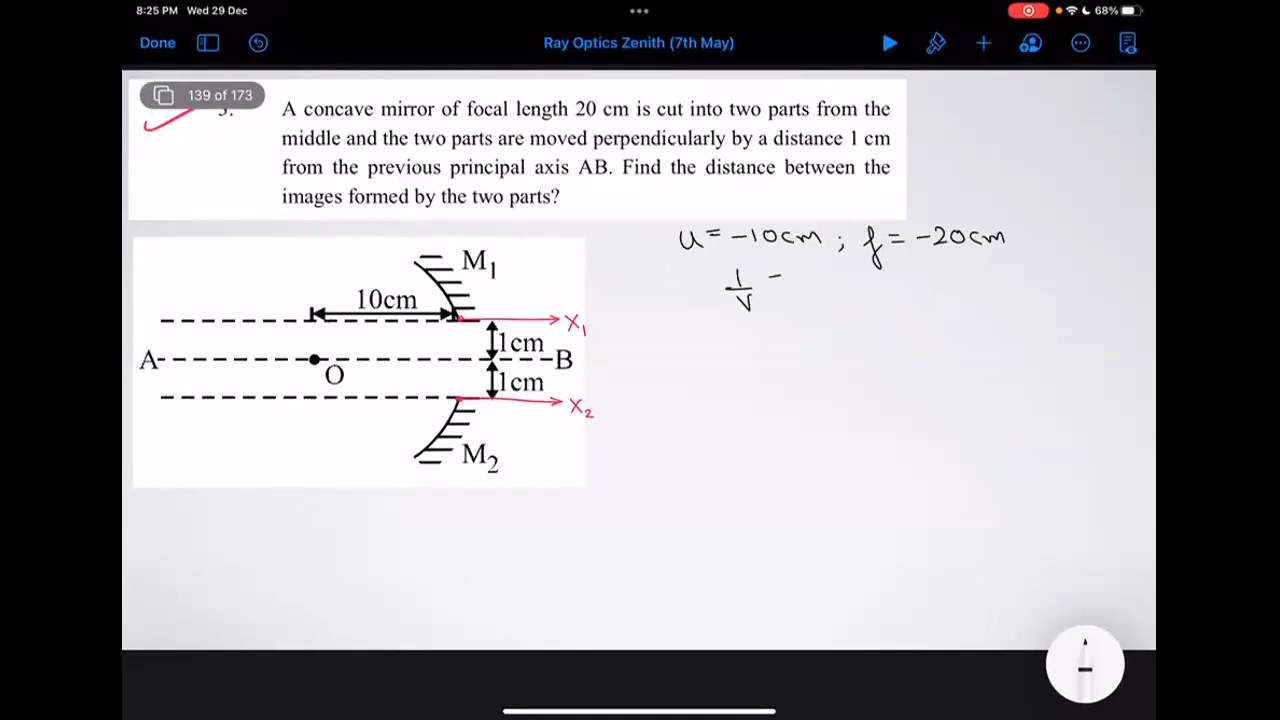 8:25 PM Wed 29 Dec
68%
Done
Ray Optics Zenith (7th May)
139 of 173
A concave mirror of focal length 20 cm is cut into two parts from the
middle and the two parts are moved perpendicularly by a distance 1 cm
from the previous principal axis AB. Find the distance between the
images formed by the two parts?
u = -10cm ; f = -20cm
1/v =
M1
10cm
X1
1cm
A
B
O
1cm
X2
M2